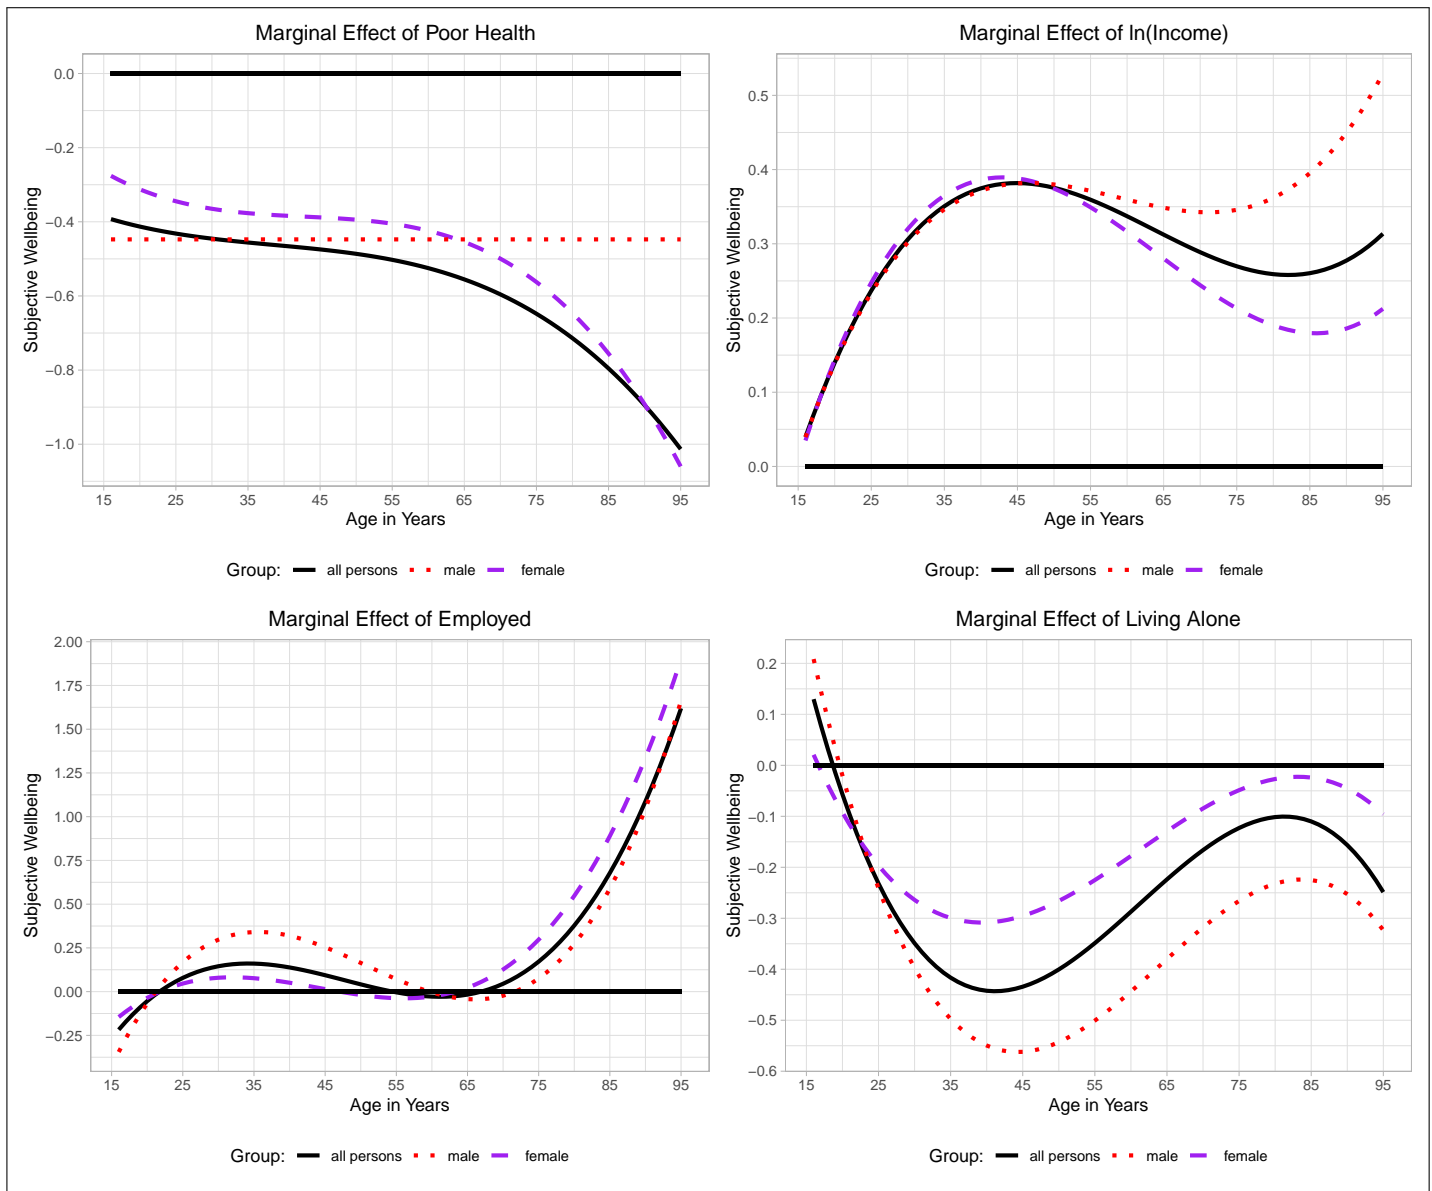 Marginal Effect of Poor Health
0.0
−0.2
−0.4
−0.6
−0.8
−1.0
Subjective Wellbeing
15 25 35 45 55 65 75 85 95
Age in Years
Group: all persons male female
Marginal Effect of ln(Income)
0.5
0.4
0.3
0.2
0.1
0.0
Subjective Wellbeing
15 25 35 45 55 65 75 85 95
Age in Years
Group: all persons male female
Marginal Effect of Employed
2.00
1.75
1.50
1.25
1.00
0.75
0.50
0.25
0.00
−0.25
Subjective Wellbeing
15 25 35 45 55 65 75 85 95
Age in Years
Group: all persons male female
Marginal Effect of Living Alone
0.2
0.1
0.0
−0.1
−0.2
−0.3
−0.4
−0.5
−0.6
Subjective Wellbeing
15 25 35 45 55 65 75 85 95
Age in Years
Group: all persons male female